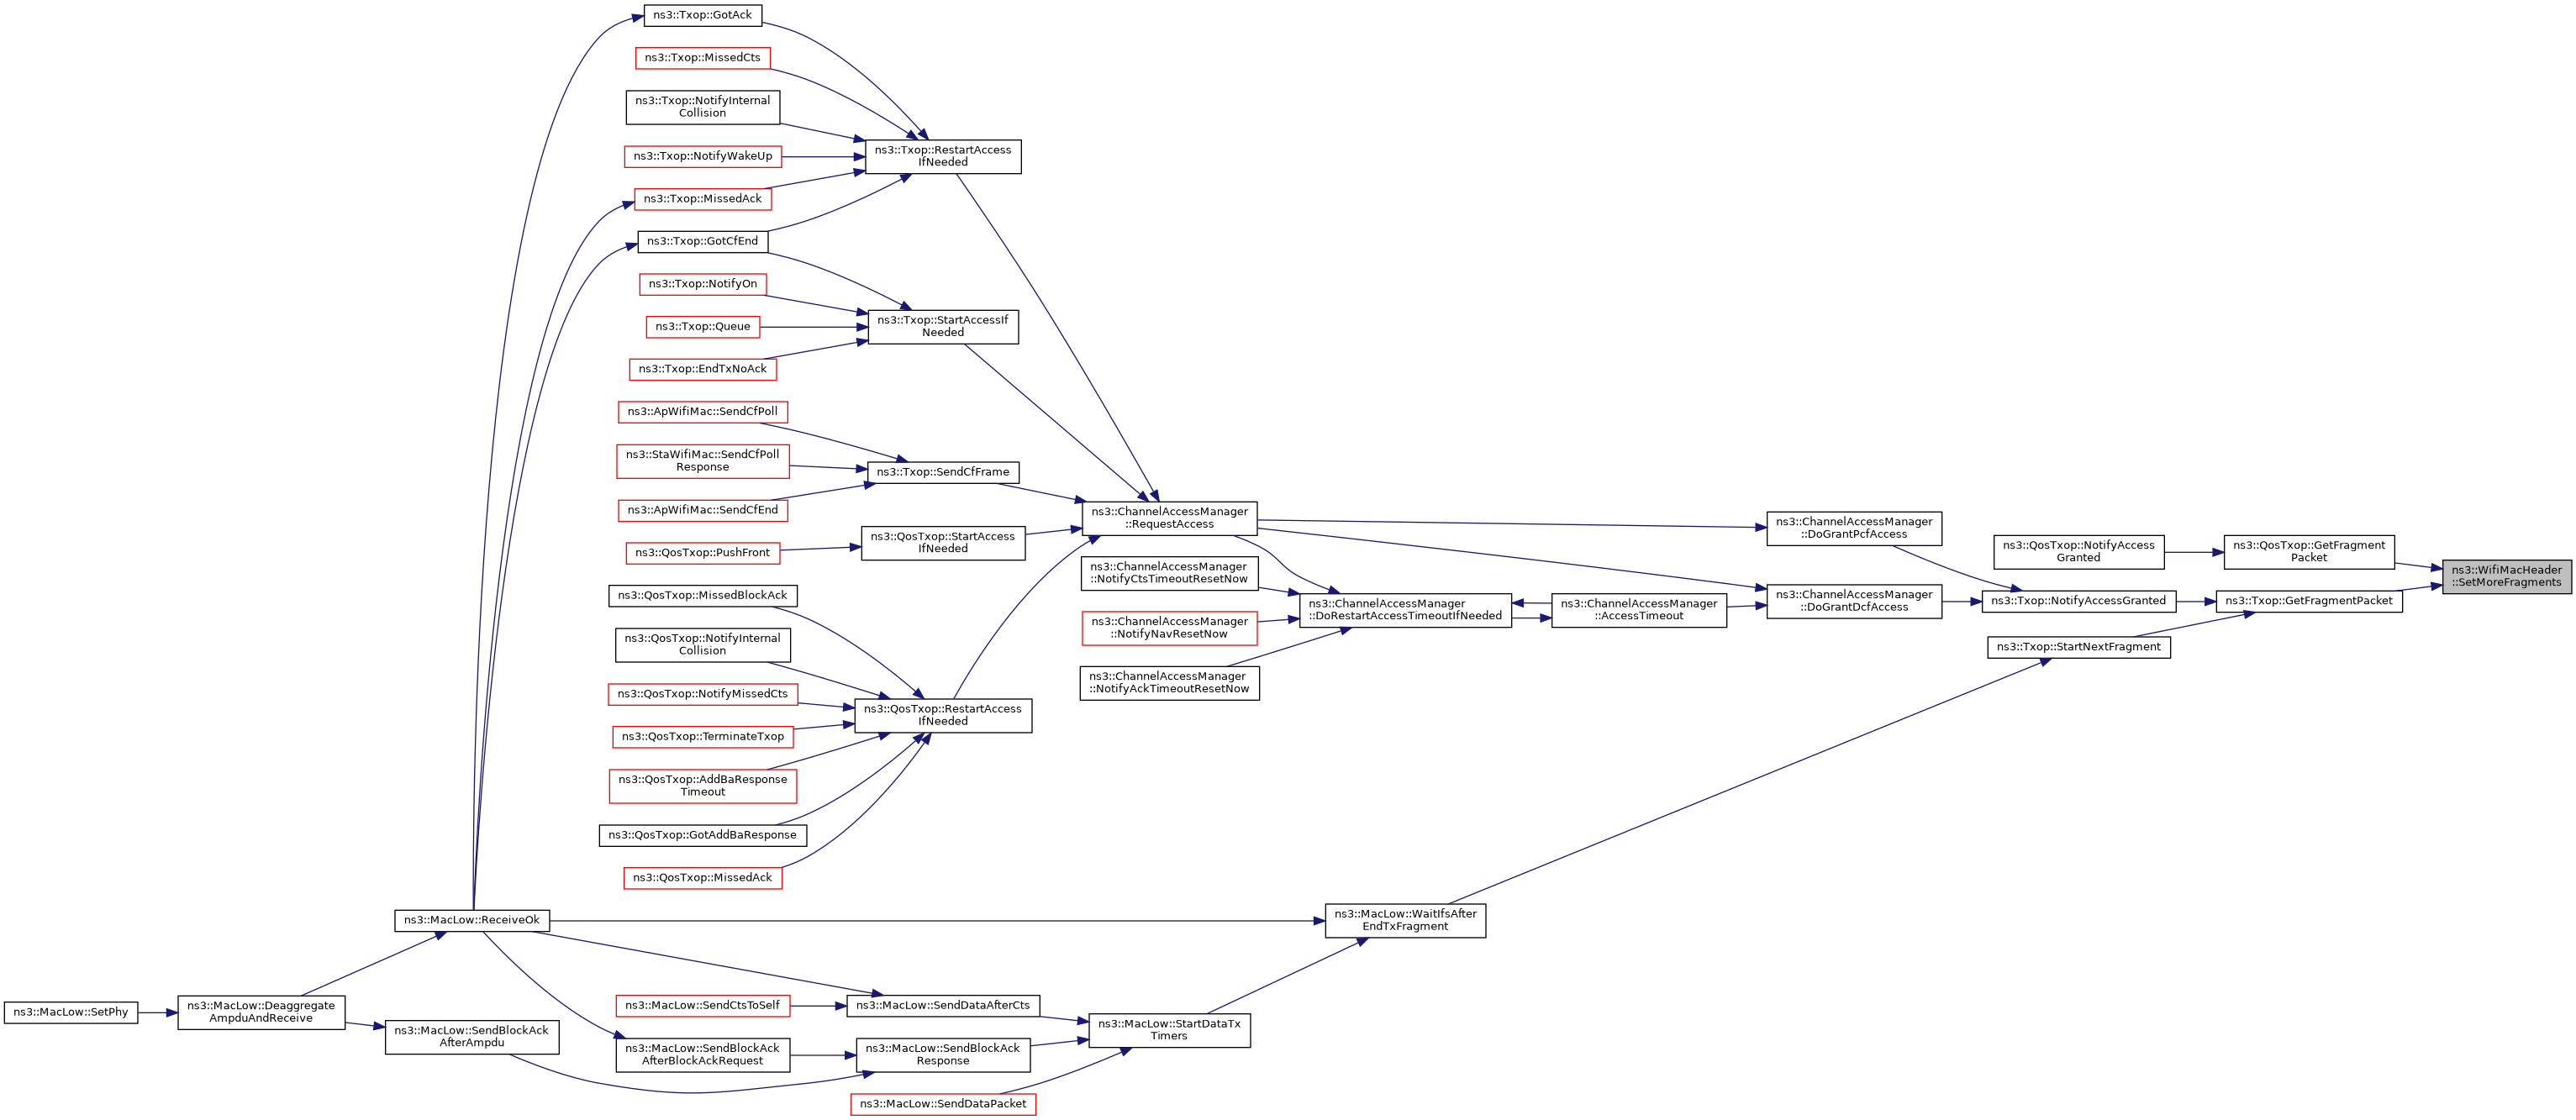 ns3::Txop::GotAck
ns3::Txop::MissedCts
ns3::Txop::NotifyInternal
Collision
ns3::Txop::NotifyWakeUp
ns3::Txop::MissedAck
ns3::Txop::GotCfEnd
ns3::Txop::NotifyOn
ns3::Txop::Queue
ns3::Txop::EndTxNoAck
ns3::ApWifiMac::SendCfPoll
ns3::StaWifiMac::SendCfPoll
Response
ns3::ApWifiMac::SendCfEnd
ns3::QosTxop::PushFront
ns3::QosTxop::MissedBlockAck
ns3::QosTxop::NotifyInternal
Collision
ns3::QosTxop::NotifyMissedCts
ns3::QosTxop::TerminateTxop
ns3::QosTxop::AddBaResponse
Timeout
ns3::QosTxop::GotAddBaResponse
ns3::QosTxop::MissedAck
ns3::Txop::RestartAccess
IfNeeded
ns3::Txop::StartAccessIf
Needed
ns3::Txop::SendCfFrame
ns3::QosTxop::StartAccess
IfNeeded
ns3::QosTxop::RestartAccess
IfNeeded
ns3::ChannelAccessManager
::RequestAccess
ns3::ChannelAccessManager
::NotifyCtsTimeoutResetNow
ns3::ChannelAccessManager
::NotifyNavResetNow
ns3::ChannelAccessManager
::NotifyAckTimeoutResetNow
ns3::ChannelAccessManager
::DoRestartAccessTimeoutIfNeeded
ns3::ChannelAccessManager
::AccessTimeout
ns3::ChannelAccessManager
::DoGrantPcfAccess
ns3::ChannelAccessManager
::DoGrantDcfAccess
ns3::QosTxop::NotifyAccess
Granted
ns3::Txop::NotifyAccessGranted
ns3::Txop::StartNextFragment
ns3::QosTxop::GetFragment
Packet
ns3::Txop::GetFragmentPacket
ns3::WifiMacHeader
::SetMoreFragments
ns3::MacLow::ReceiveOk
ns3::MacLow::WaitIfsAfter
EndTxFragment
ns3::MacLow::SetPhy
ns3::MacLow::Deaggregate
AmpduAndReceive
ns3::MacLow::SendBlockAck
AfterAmpdu
ns3::MacLow::SendCtsToSelf
ns3::MacLow::SendBlockAck
AfterBlockAckRequest
ns3::MacLow::SendDataAfterCts
ns3::MacLow::SendBlockAck
Response
ns3::MacLow::SendDataPacket
ns3::MacLow::StartDataTx
Timers